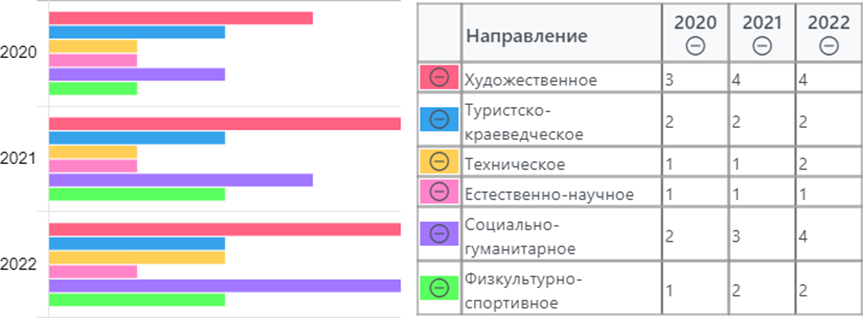 2020
2021
2022
Направление 2020 2021 2022
Художественное 3 4 4
Туристско-
краеведческое 2 2 2
Техническое 1 1 2
Естественно-научное 1 1 1
Социально-
гуманитарное 2 3 4
Физкультурно-
спортивное 1 2 2